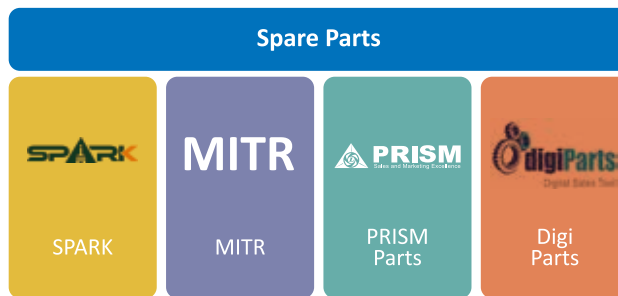 Spare Parts
SPARK
MITR
PRISM
Sales and Marketing Excellence
digiParts
Digital Sales Tool
SPARK
MITR
PRISM
Parts
Digi
Parts